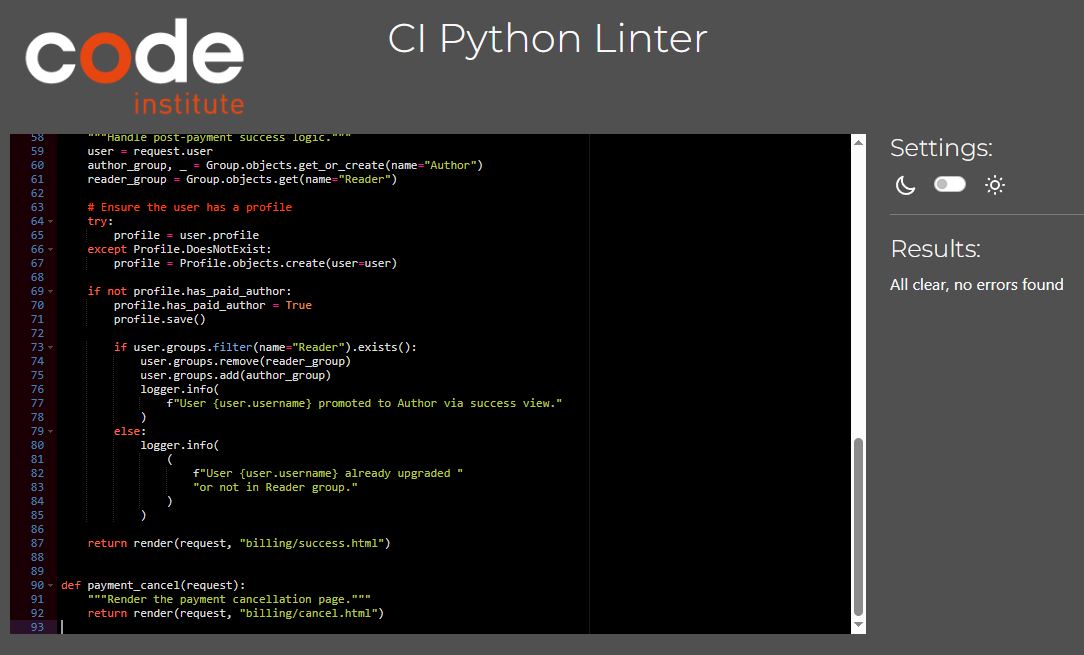 code
institute
CI Python Linter
58 """Handle post-payment success logic."""
59 user = request.user
60 author_group, _ = Group.objects.get_or_create(name="Author")
61 reader_group = Group.objects.get(name="Reader")
62
63 # Ensure the user has a profile
64 try:
65 profile = user.profile
66 except Profile.DoesNotExist:
67 profile = Profile.objects.create(user=user)
68
69 if not profile.has_paid_author:
70 profile.has_paid_author = True
71 profile.save()
72
73 if user.groups.filter(name="Reader").exists():
74 user.groups.remove(reader_group)
75 user.groups.add(author_group)
76 logger.info(
77 f"User {user.username} promoted to Author via success view."
78 )
79 else:
80 logger.info(
81 (
82 f"User {user.username} already upgraded "
83 "or not in Reader group."
84 )
85 )
86
87 return render(request, "billing/success.html")
88
89
90 def payment_cancel(request):
91 """Render the payment cancellation page."""
92 return render(request, "billing/cancel.html")
93
Settings:
Results:
All clear, no errors found